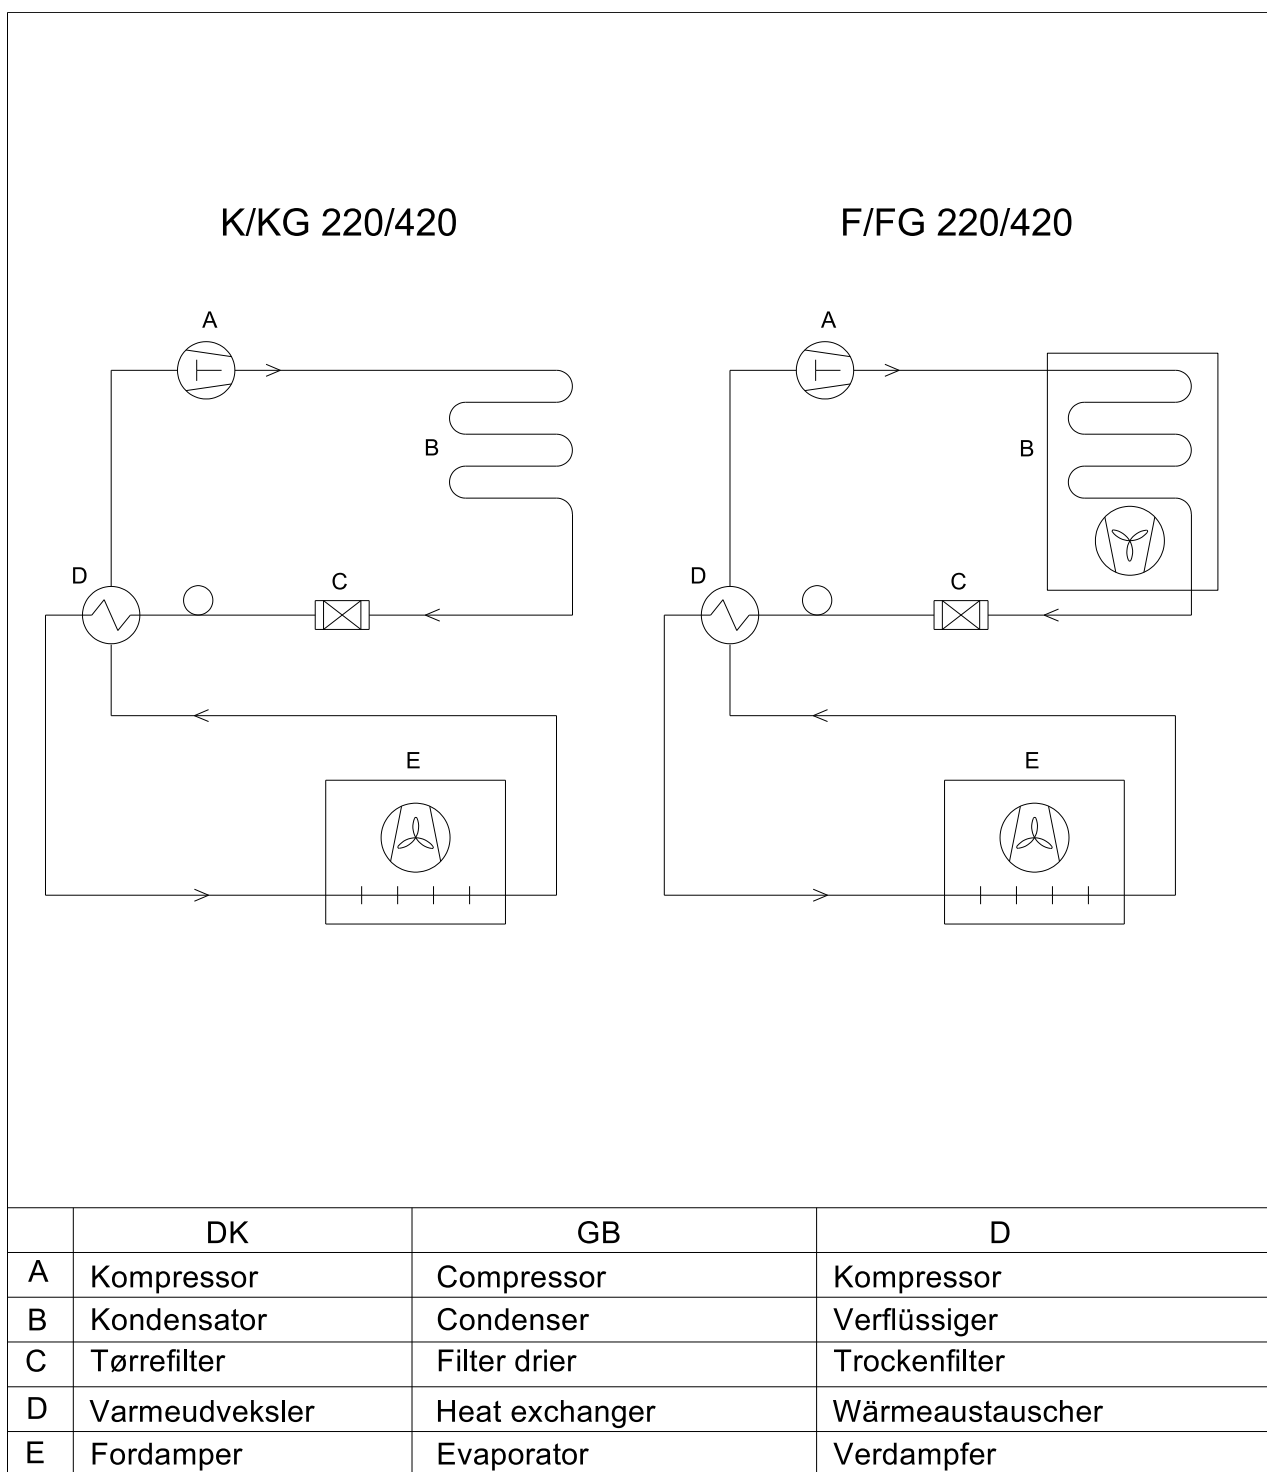 K/KG 220/420
F/FG 220/420
A
B
D
C
E
A
B
D
C
E
DK GB D
A Kompressor Compressor Kompressor
B Kondensator Condenser Verflüssiger
C Tørrefilter Filter drier Trockenfilter
D Varmeudveksler Heat exchanger Wärmeaustauscher
E Fordamper Evaporator Verdampfer